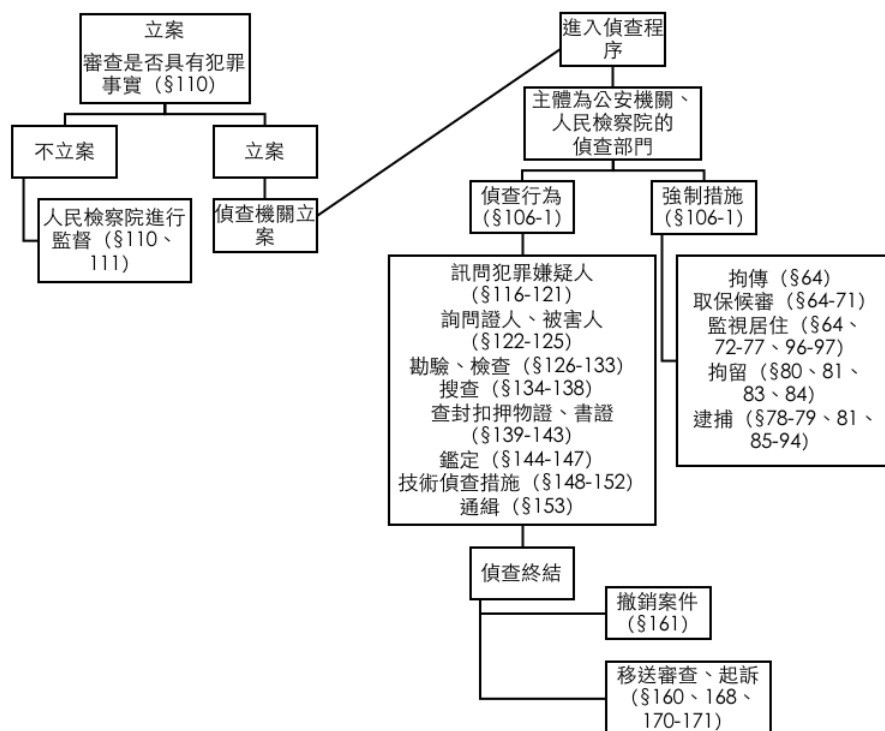 立案
審查是否具有犯罪
事實（§110）
不立案
立案
人民檢察院進行
監督（§110、
111）
偵查機關立
案
進入偵查程
序
主體為公安機關、
人民檢察院的
偵查部門
偵查行為
（§106-1）
強制措施
（§106-1）
訊問犯罪嫌疑人
（§116-121）
詢問證人、被害人
（§122-125）
勘驗、檢查（§126-133）
搜查（§134-138）
查封扣押物證、書證
（§139-143）
鑑定（§144-147）
技術偵查措施（§148-152）
通緝（§153）
拘傳（§64）
取保候審（§64-71）
監視居住（§64、
72-77、96-97）
拘留（§80、81、
83、84）
逮捕（§78-79、81、
85-94）
偵查終結
撤銷案件
（§161）
移送審查、起訴
（§160、168、
170-171）